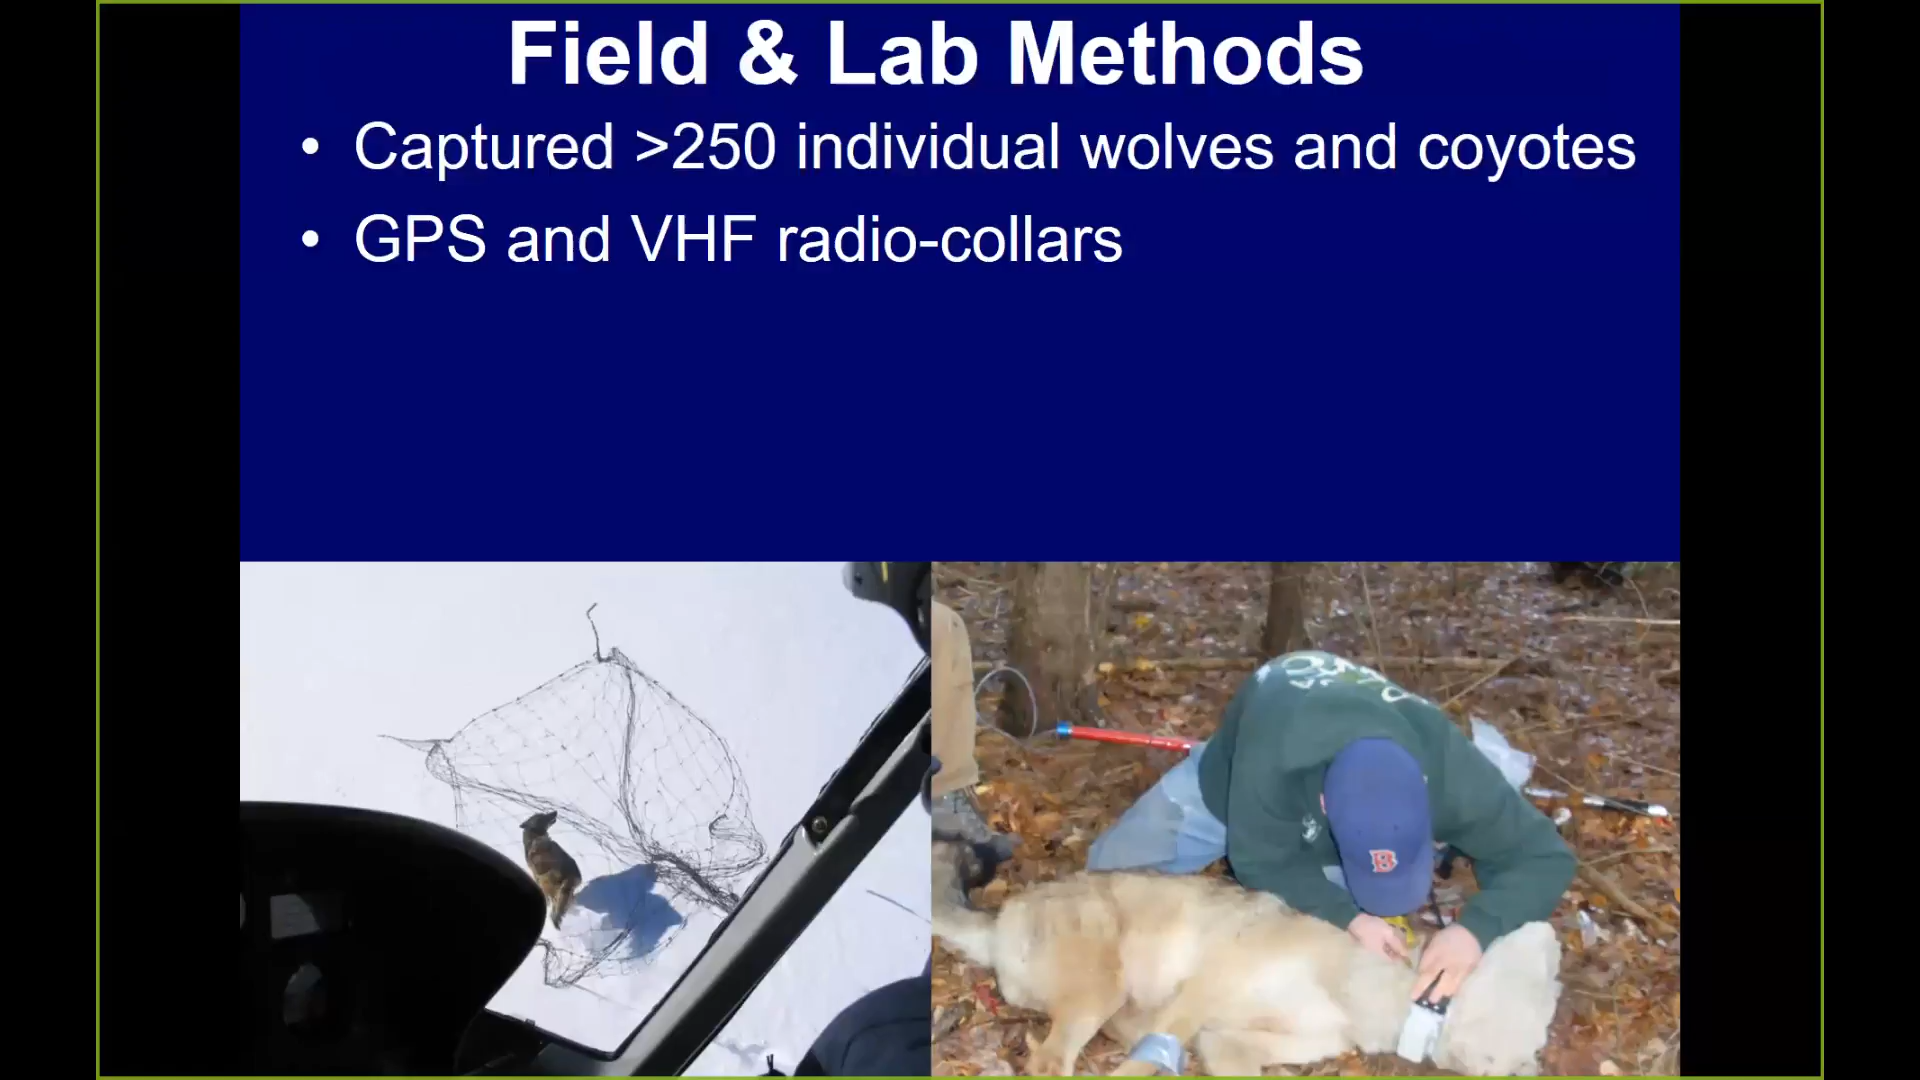 Field & Lab Methods
• Captured >250 individual wolves and coyotes
• GPS and VHF radio-collars
B